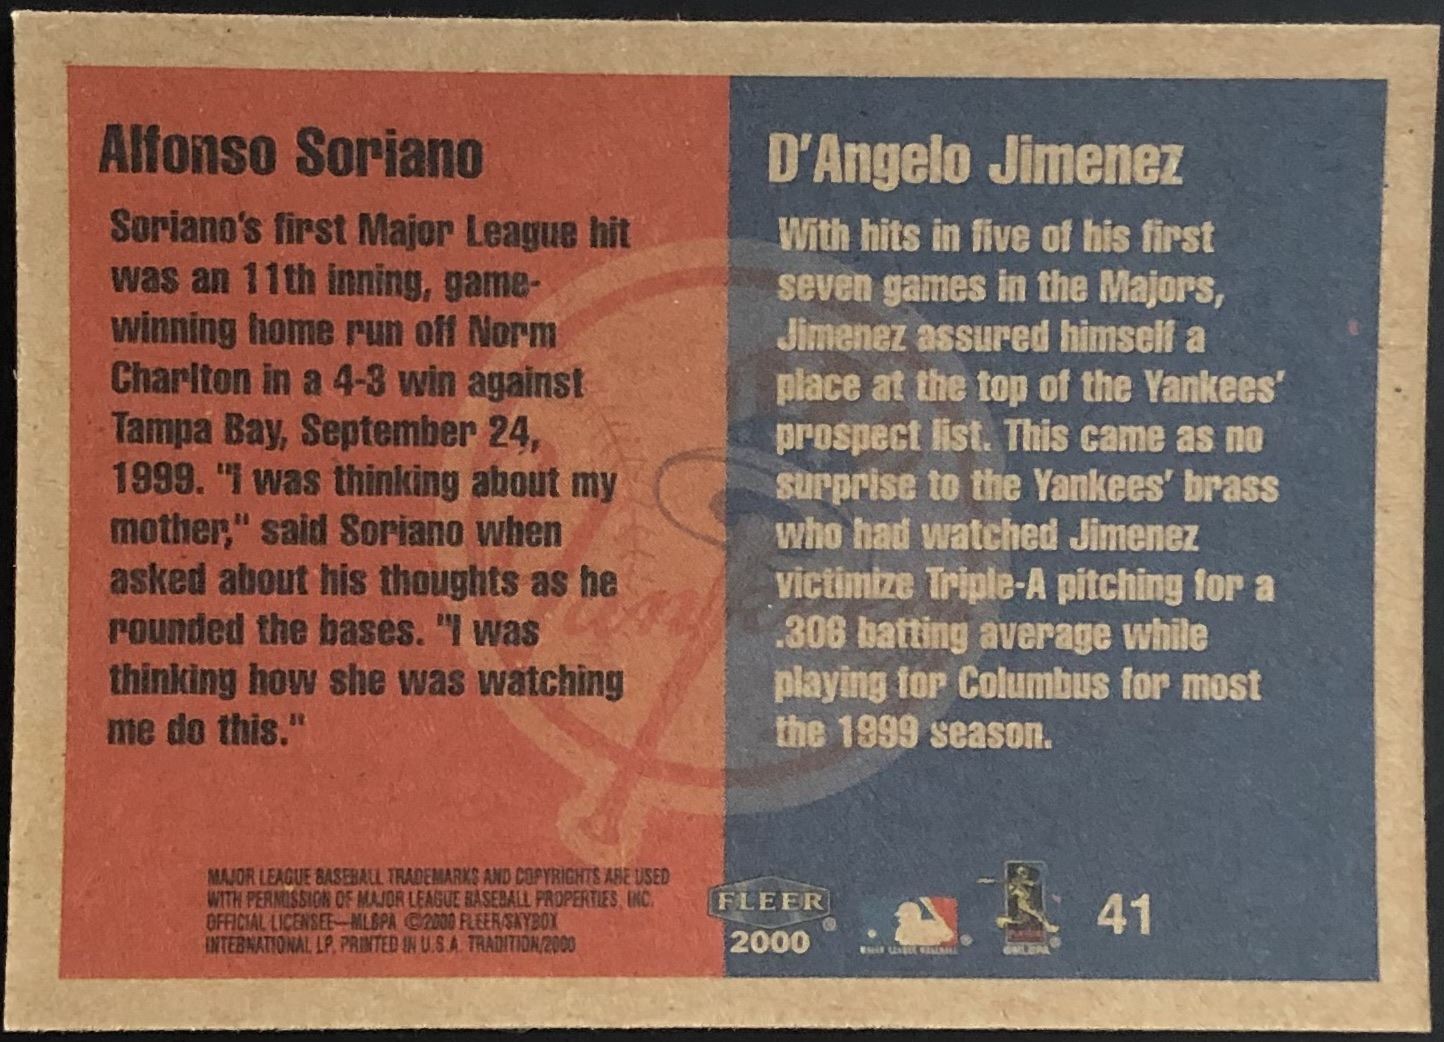 Alfonso Soriano
Soriano's first Major League hit
was an 11th inning, game-
winning home run off Norm
Charlton in a 4-3 win against
Tampa Bay, September 24,
1999. "I was thinking about my
mother," said Soriano when
asked about his thoughts as he
rounded the bases. "I was
thinking how she was watching
me do this."
D'Angelo Jimenez
With hits in five of his first
seven games in the Majors,
Jimenez assured himself a
place at the top of the Yankees'
prospect list. This came as no
surprise to the Yankees' brass
who had watched Jimenez
victimize Triple-A pitching for a
.306 batting average while
playing for Columbus for most
the 1999 season.
Yankees
MAJOR LEAGUE BASEBALL TRADEMARKS AND COPYRIGHTS ARE USED
WITH PERMISSION OF MAJOR LEAGUE BASEBALL PROPERTIES, INC.
OFFICIAL LICENSEE—MLBPA ©2000 FLEER/SKYBOX
INTERNATIONAL LP. PRINTED IN U.S.A. TRADITION/2000
FLEER®
2000
MAJOR LEAGUE BASEBALL®
©MLBPA
41